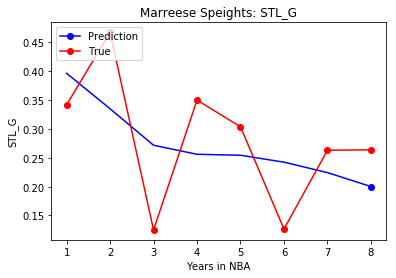 Marreese Speights: STL_G
Prediction
True
0.45
0.40
0.35
0.30
0.25
0.20
0.15
STL_G
1 2 3 4 5 6 7 8
Years in NBA